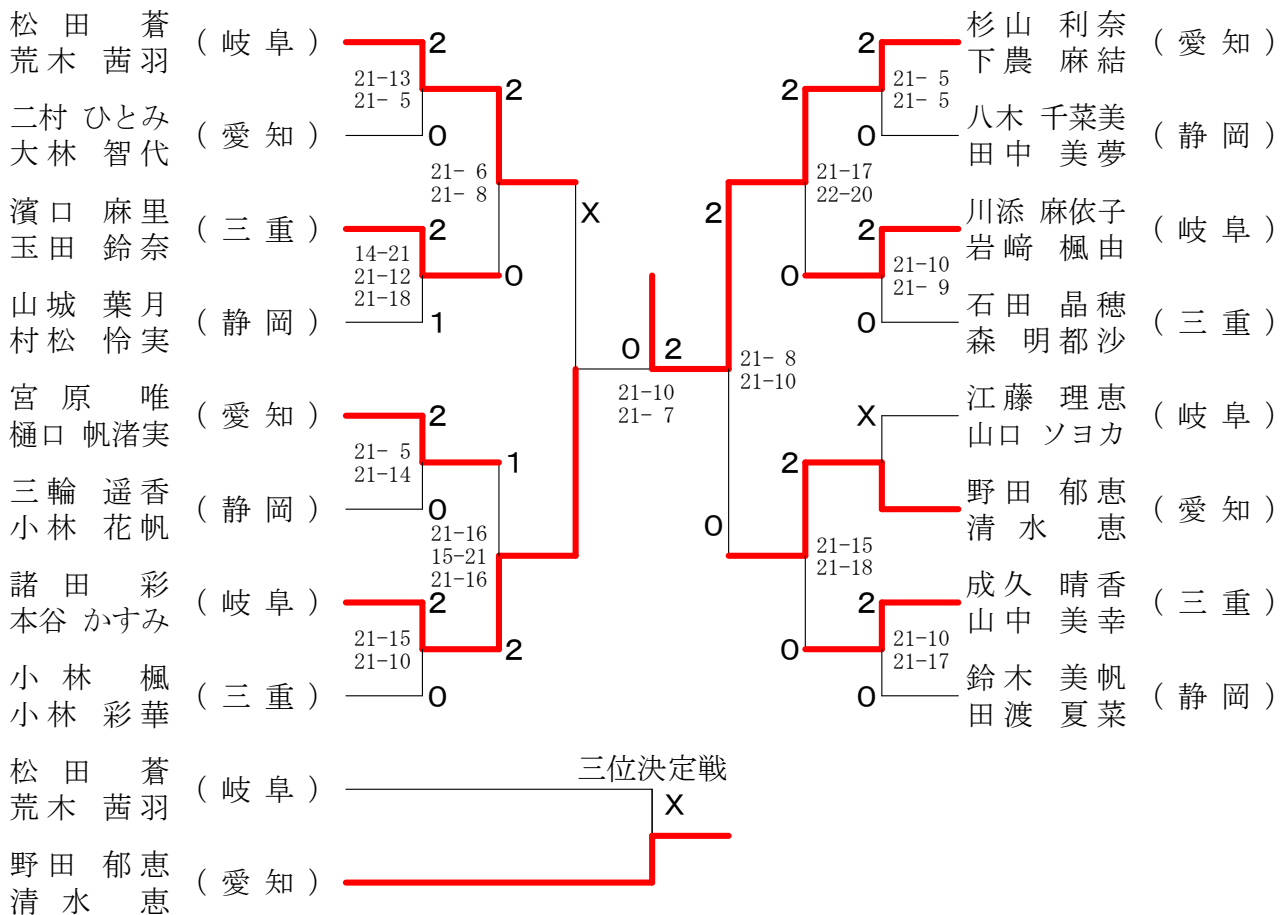 松田 蒼
荒木 茜羽
(岐阜)
2
21-13
21- 5
二村 ひとみ
大林 智代
(愛知)
0
2
21- 6
21- 8
濱口 麻里
玉田 鈴奈
(三重)
2
14-21
21-12
21-18
0
山城 葉月
村松 怜実
(静岡)
1
X
宮原 唯
樋口 帆渚実
(愛知)
2
21- 5
21-14
1
三輪 遥香
小林 花帆
(静岡)
0
21-16
15-21
21-16
諸田 彩
本谷 かすみ
(岐阜)
2
21-15
21-10
2
小林 楓
小林 彩華
(三重)
0
0 2
21-10
21- 7
杉山 利奈
下農 麻結
(愛知)
2
21- 5
21- 5
2
八木 千菜美
田中 美夢
(静岡)
0
21-17
22-20
2
川添 麻依子
岩﨑 楓由
(岐阜)
2
21-10
21- 9
0
石田 晶穂
森 明都沙
(三重)
0
21- 8
21-10
江藤 理恵
山口 ソヨカ
(岐阜)
X
2
野田 郁恵
清水 恵
(愛知)
0
21-15
21-18
成久 晴香
山中 美幸
(三重)
2
21-10
21-17
0
鈴木 美帆
田渡 夏菜
(静岡)
0
三位決定戦
松田 蒼
荒木 茜羽
(岐阜)
X
野田 郁恵
清水 恵
(愛知)